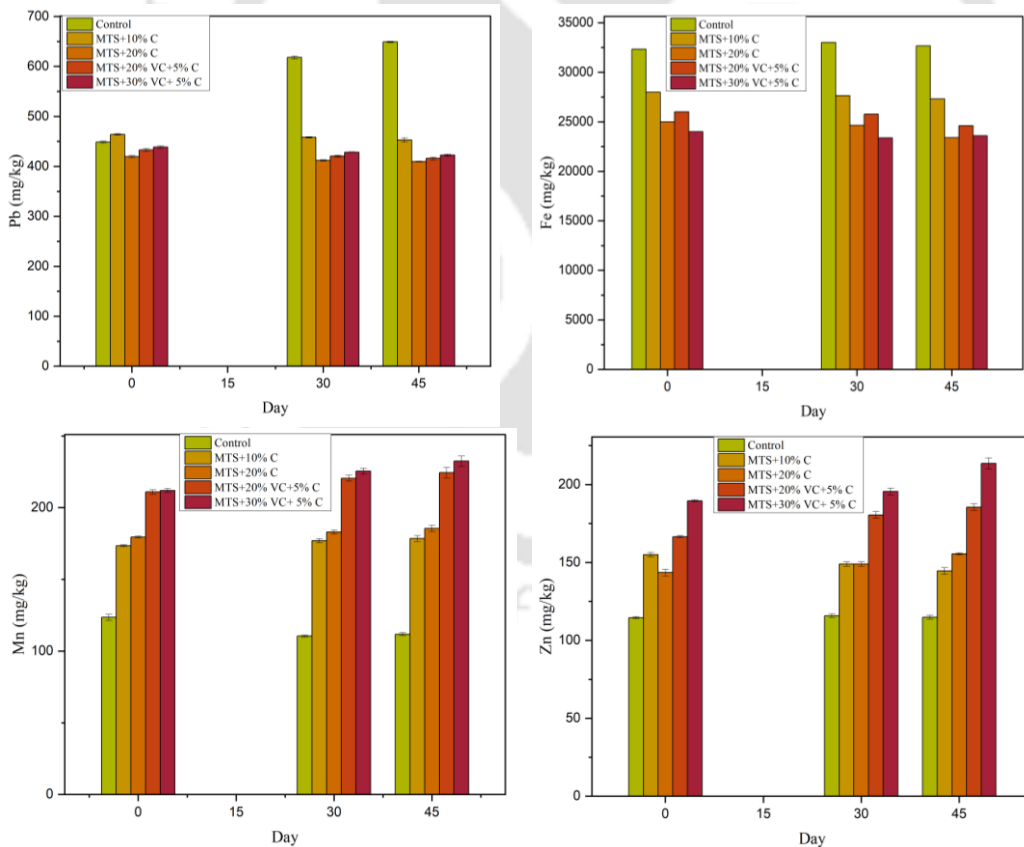 Control
MTS+10% C
MTS+20% C
MTS+20% VC+5% C
MTS+30% VC+ 5% C
Pb (mg/kg)
700
600
500
400
300
200
100
0
0 15 30 45
Day
Control
MTS+10% C
MTS+20% C
MTS+20% VC+5% C
MTS+30% VC+5% C
Fe (mg/kg)
35000
30000
25000
20000
15000
10000
5000
0
0 15 30 45
Day
Control
MTS+10% C
MTS+20% C
MTS+20% VC+5% C
MTS+30% VC+ 5% C
Mn (mg/kg)
200
100
0
0 15 30 45
Day
Control
MTS+10% C
MTS+20% C
MTS+20% VC+5% C
MTS+30% VC+ 5% C
Zn (mg/kg)
200
150
100
50
0
0 15 30 45
Day